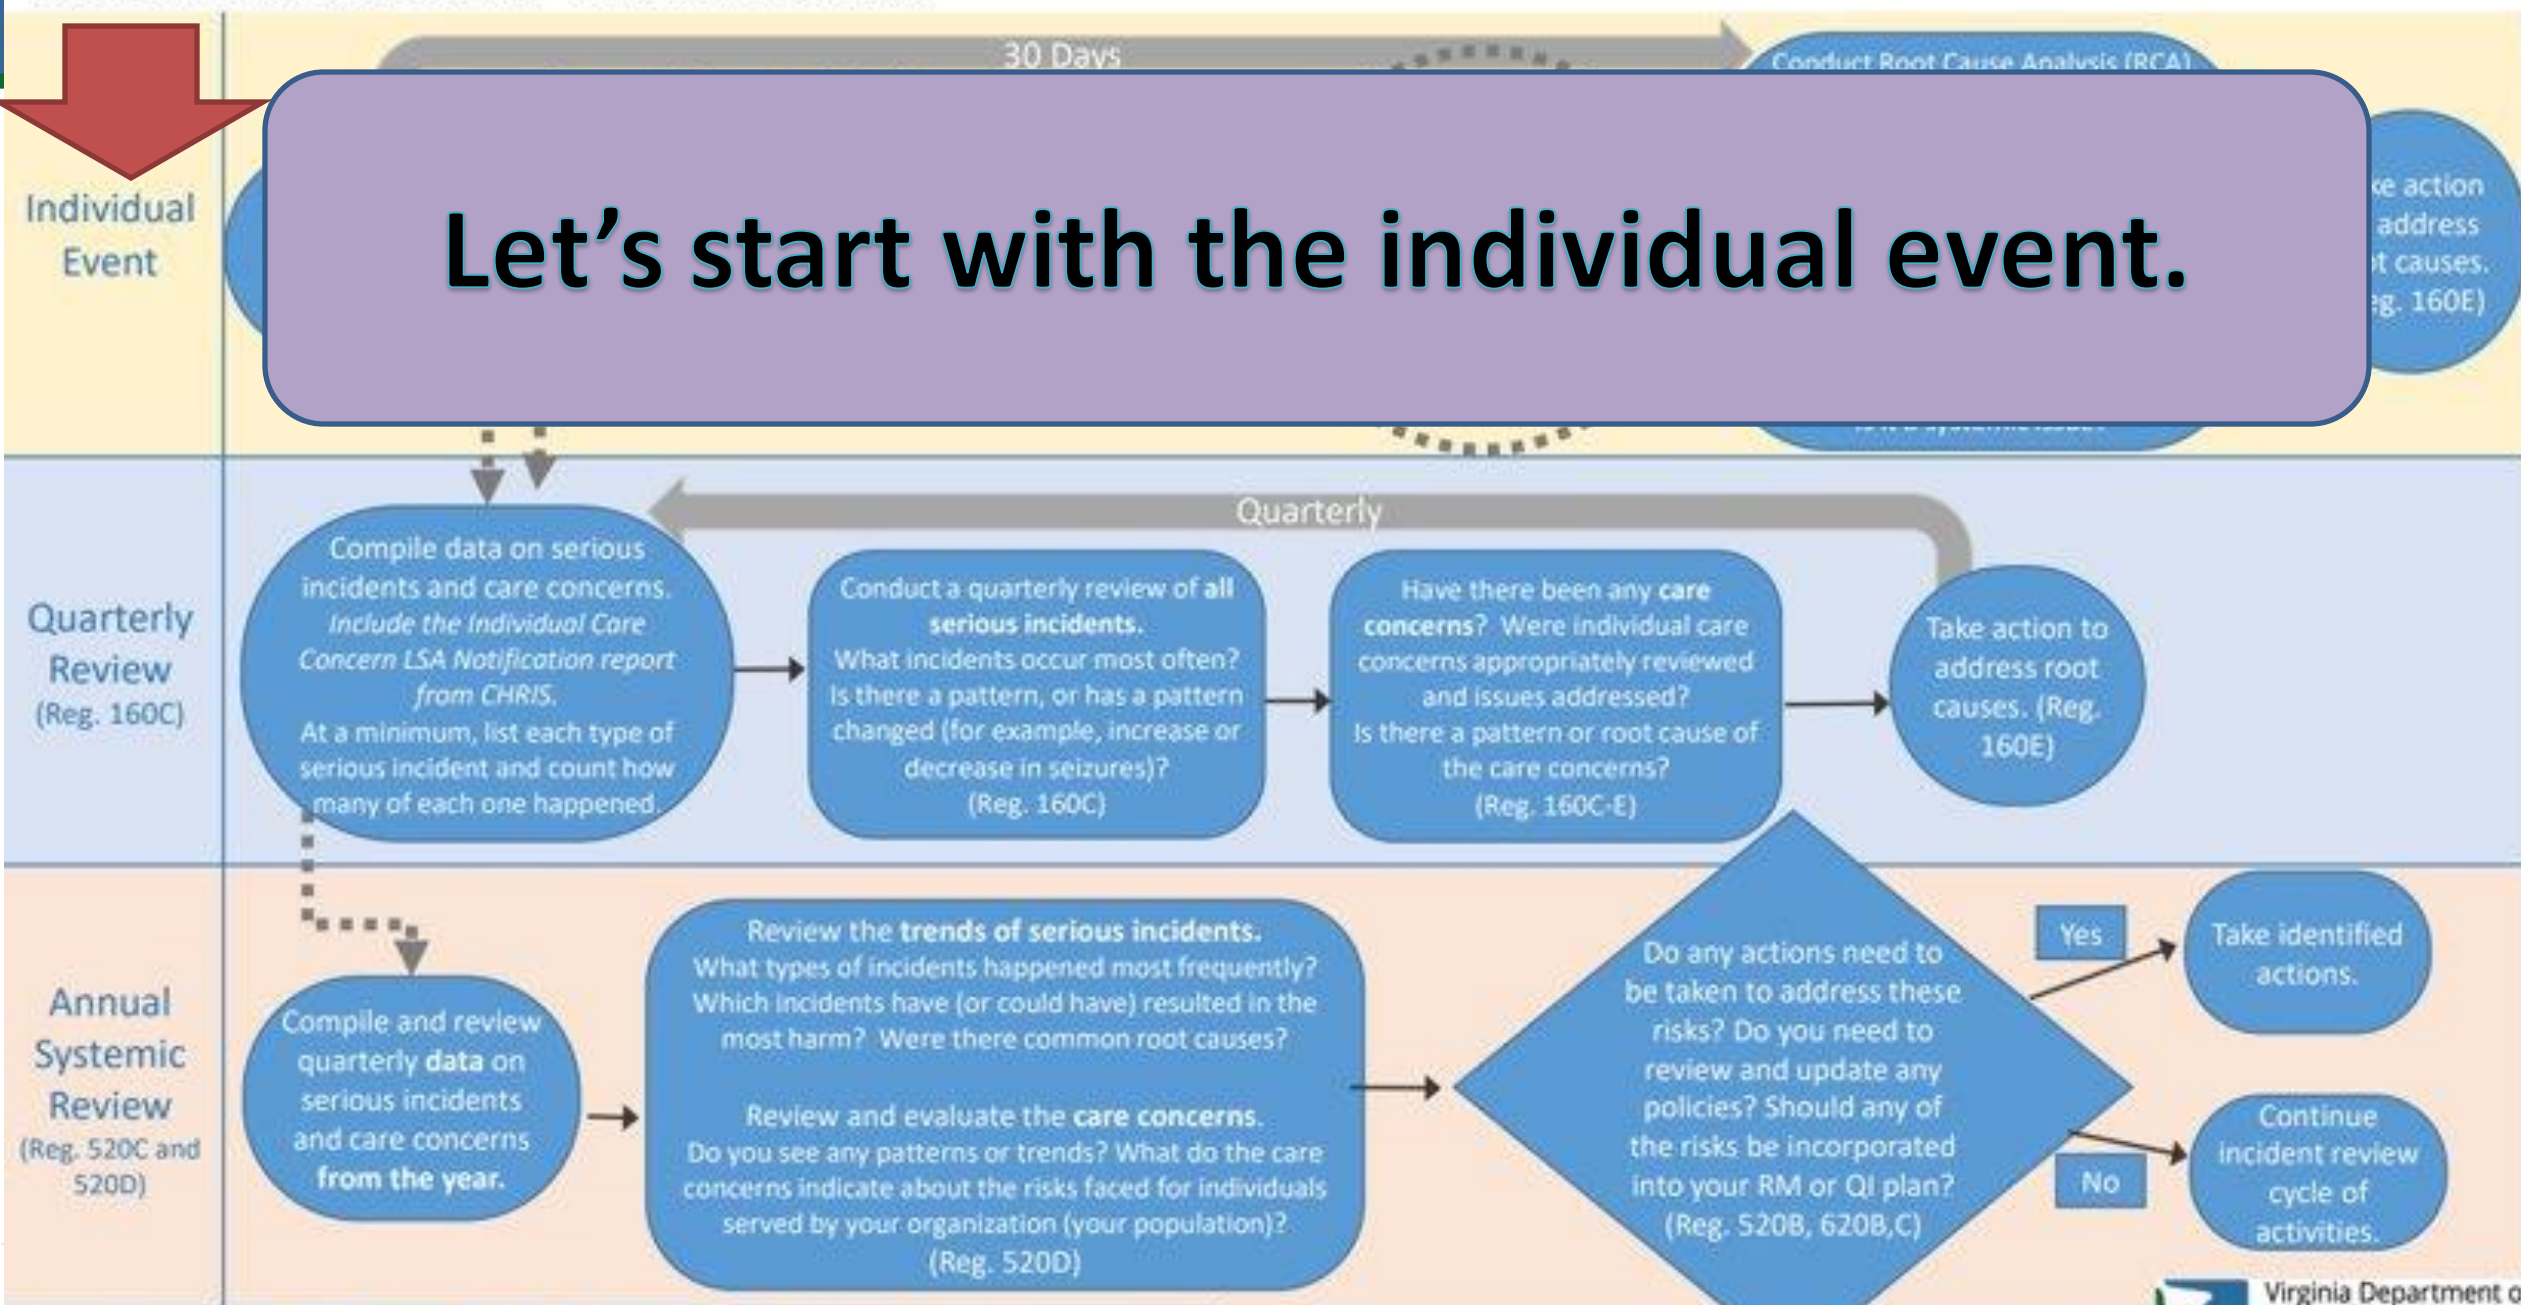 30 Days
Conduct Root Cause Analysis (RCA)
Let's start with the individual event.
Individual
Event
action
address
causes.
160E)
Quarterly
Quarterly
Review
(Reg. 160C)
Compile data on serious
incidents and care concerns.
Include the Individual Care
Concern LSA Notification report
from CHRIS.
At a minimum, list each type of
serious incident and count how
many of each one happened.
Conduct a quarterly review of all
serious incidents.
What incidents occur most often?
Is there a pattern, or has a pattern
changed (for example, increase or
decrease in seizures)?
(Reg. 160C)
Have there been any care
concerns? Were individual care
concerns appropriately reviewed
and issues addressed?
Is there a pattern or root cause of
the care concerns?
(Reg. 160C-E)
Take action to
address root
causes. (Reg.
160E)
Annual
Systemic
Review
(Reg. 520C and
520D)
Compile and review
quarterly data on
serious incidents
and care concerns
from the year.
Review the trends of serious incidents.
What types of incidents happened most frequently?
Which incidents have (or could have) resulted in the
most harm? Were there common root causes?
Review and evaluate the care concerns.
Do you see any patterns or trends? What do the care
concerns indicate about the risks faced for individuals
served by your organization (your population)?
(Reg. 520D)
Do any actions need to
be taken to address these
risks? Do you need to
review and update any
policies? Should any of
the risks be incorporated
into your RM or QI plan?
(Reg. 520B, 620B,C)
Yes
Take identified
actions.
No
Continue
incident review
cycle of
activities.
Virginia Department